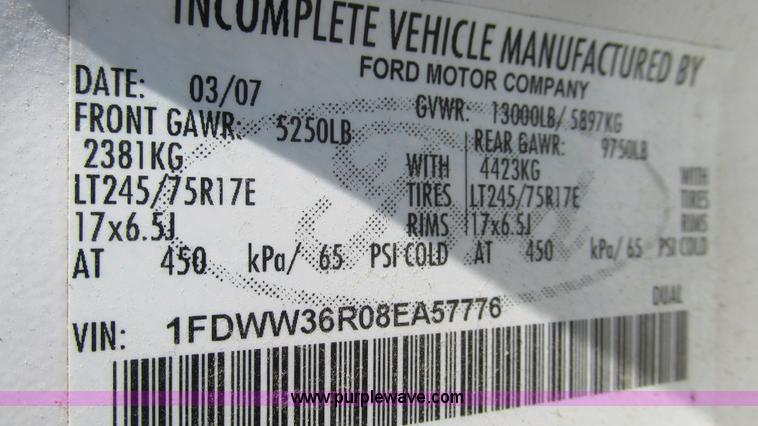 INCOMPLETE VEHICLE MANUFACTURED BY
FORD MOTOR COMPANY
DATE: 03/07 GVWR: 13000LB/ 5897KG
FRONT GAWR: 5250LB REAR GAWR: 9750LB
2381KG WITH 4423KG WITH
LT245/75R17E TIRES LT245/75R17E TIRES
17x6.5J RIMS 17x6.5J RIMS
AT 450 kPa/ 65 PSI COLD AT 450 kPa/ 65 PSI COLD
DUAL
VIN: 1FDWW36R08EA57776
www.purplewave.com